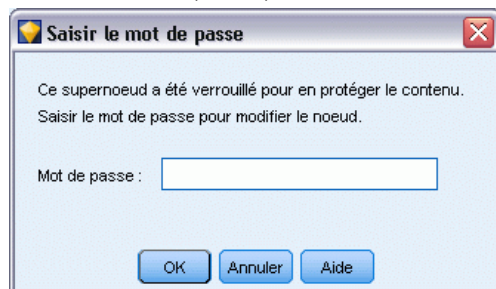 Saisir le mot de passe
Ce supernoeud a été verrouillé pour en protéger le contenu.
Saisir le mot de passe pour modifier le noeud.
Mot de passe :
OK Annuler Aide